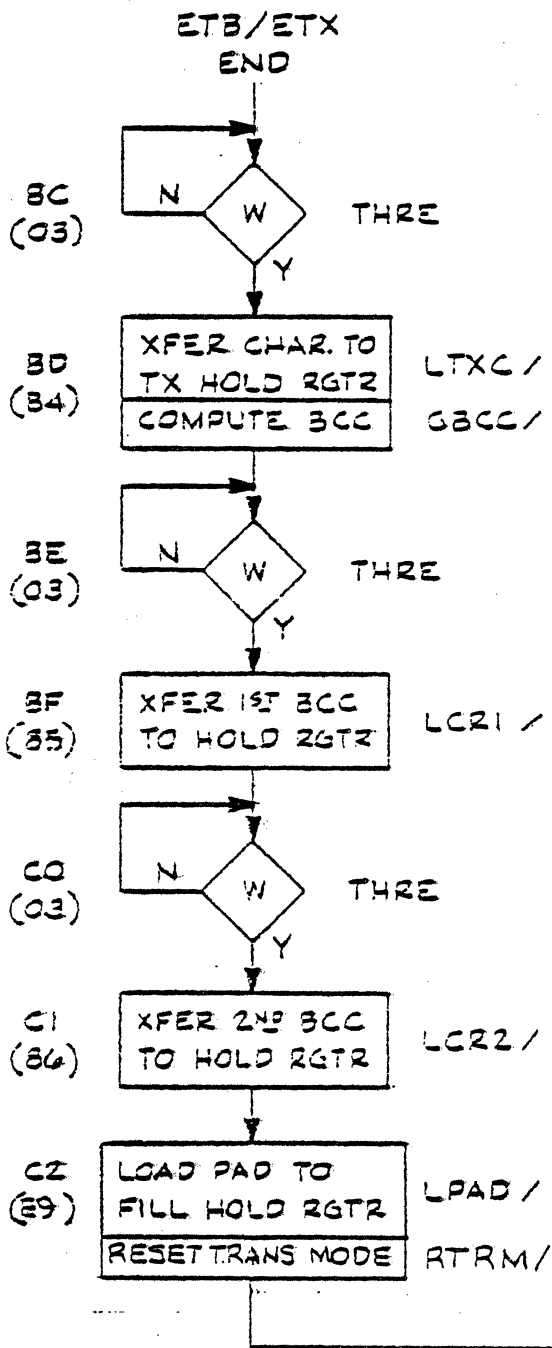 ETB/ETX
END
BC
(03)
N
W
THRE
Y
BD
(B4)
XFER CHAR. TO
TX HOLD RGTR
LTXC/
COMPUTE BCC
GBCC/
BE
(03)
N
W
THRE
Y
BF
(B5)
XFER 1ST BCC
TO HOLD RGTR
LCR1/
C0
(03)
N
W
THRE
Y
C1
(B6)
XFER 2ND BCC
TO HOLD RGTR
LCR2/
C2
LOAD PAD TO
FILL HOLD RGTR
LPAD/
RESET TRANS MODE
RTRM/